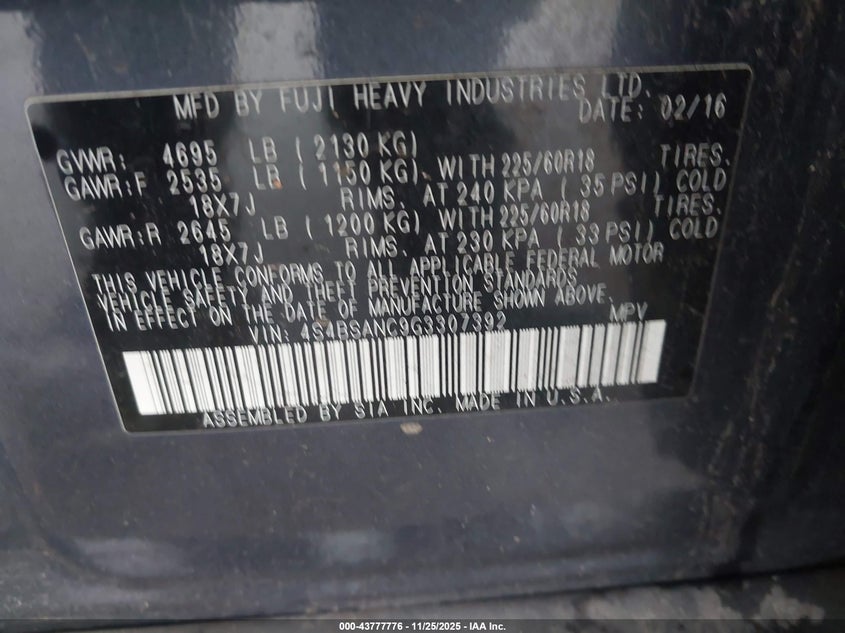 MFD BY FUJI HEAVY INDUSTRIES LTD.
DATE: 02/16
GVWR: 4695 LB ( 2130 KG)
GAWR:F 2535 LB ( 1150 KG) WITH 225/60R18 TIRES.
18X7J RIMS. AT 240 KPA ( 35 PSI) COLD
GAWR:R 2645 LB ( 1200 KG) WITH 225/60R18 TIRES.
18X7J RIMS. AT 230 KPA ( 33 PSI) COLD
THIS VEHICLE CONFORMS TO ALL APPLICABLE FEDERAL MOTOR
VEHICLE SAFETY AND THEFT PREVENTION STANDARDS
IN EFFECT ON THE DATE OF MANUFACTURE SHOWN ABOVE.
VIN: 4S4BSANC9G3307392 MPV
ASSEMBLED BY SIA INC. MADE IN U.S.A.
000-43777776 - 11/25/2025 - IAA Inc.